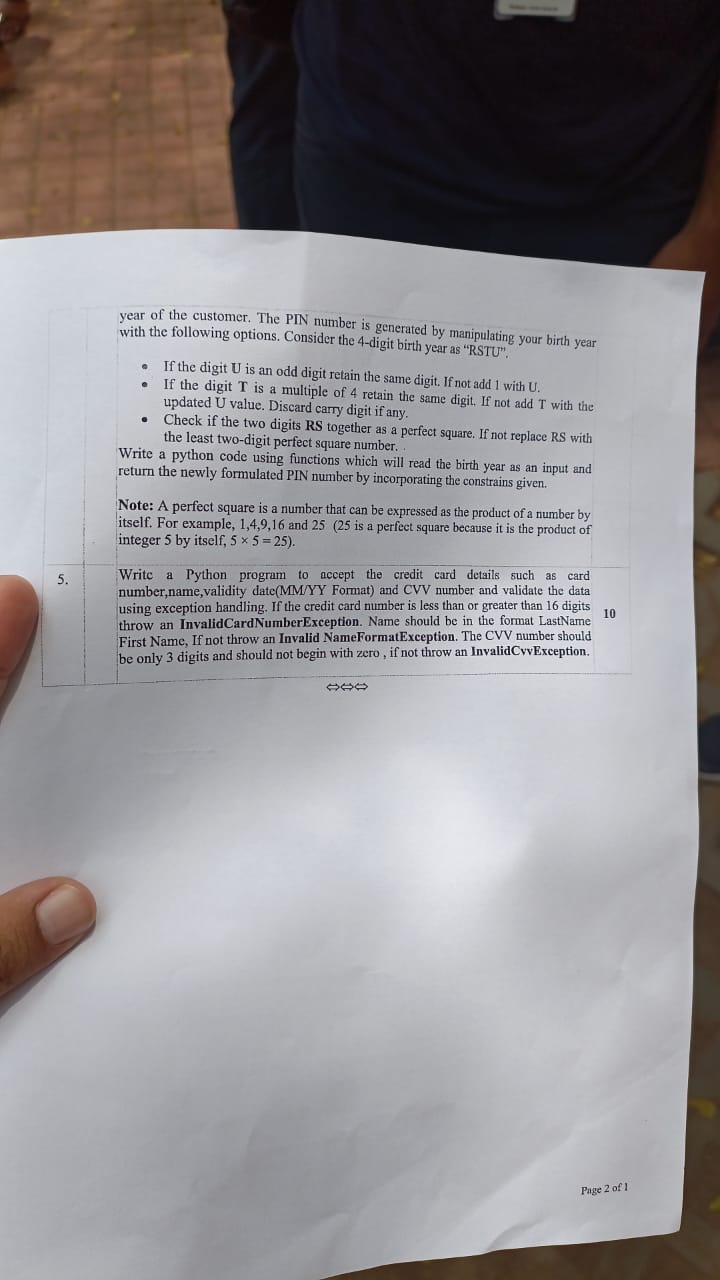 year of the customer. The PIN number is generated by manipulating your birth year
with the following options. Consider the 4-digit birth year as “RSTU”.
• If the digit U is an odd digit retain the same digit. If not add 1 with U.
• If the digit T is a multiple of 4 retain the same digit. If not add T with the
updated U value. Discard carry digit if any.
• Check if the two digits RS together as a perfect square. If not replace RS with
the least two-digit perfect square number.
Write a python code using functions which will read the birth year as an input and
return the newly formulated PIN number by incorporating the constrains given.
Note: A perfect square is a number that can be expressed as the product of a number by
itself. For example, 1,4,9,16 and 25 (25 is a perfect square because it is the product of
integer 5 by itself, 5 × 5 = 25).
5. Write a Python program to accept the credit card details such as card
number,name,validity date(MM/YY Format) and CVV number and validate the data
using exception handling. If the credit card number is less than or greater than 16 digits
throw an InvalidCardNumberException. Name should be in the format LastName 10
First Name, If not throw an Invalid NameFormatException. The CVV number should
be only 3 digits and should not begin with zero , if not throw an InvalidCvvException.
⇔⇔⇔
Page 2 of 1